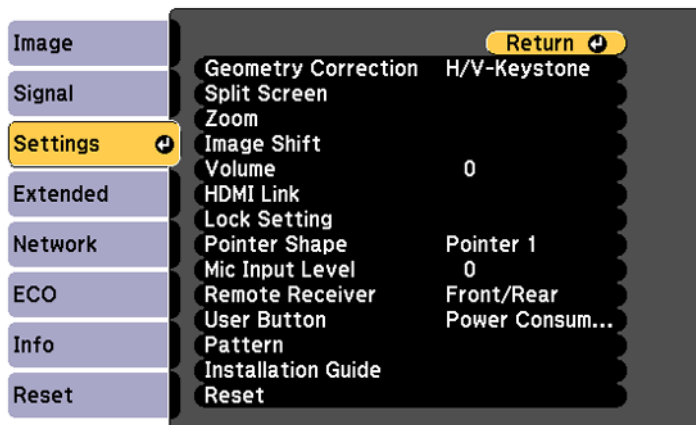 Image
Signal
Settings
Extended
Network
ECO
Info
Reset
Return
Geometry Correction H/V-Keystone
Split Screen
Zoom
Image Shift
Volume 0
HDMI Link
Lock Setting
Pointer Shape Pointer 1
Mic Input Level 0
Remote Receiver Front/Rear
User Button Power Consum...
Pattern
Installation Guide
Reset